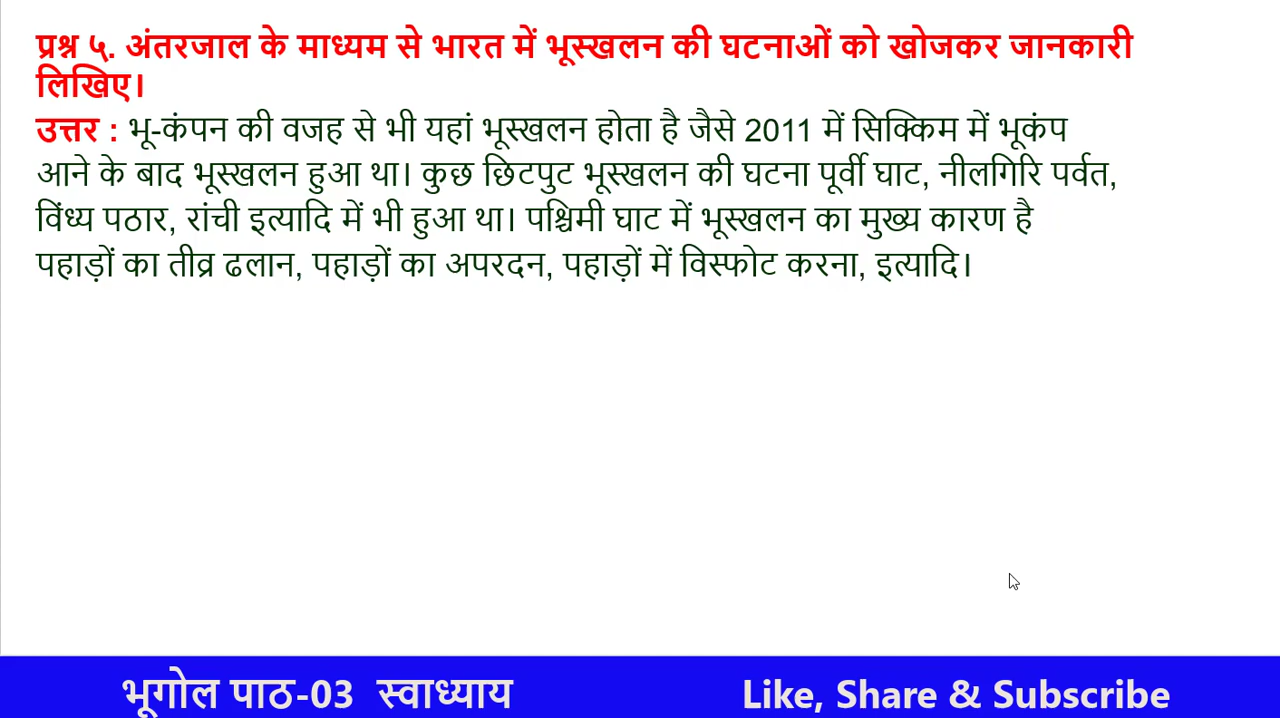 प्रश्न ५. अंतरजाल के माध्यम से भारत में भूस्खलन की घटनाओं को खोजकर जानकारी
लिखिए।
उत्तर : भू-कंपन की वजह से भी यहां भूस्खलन होता है जैसे 2011 में सिक्किम में भूकंप
आने के बाद भूस्खलन हुआ था। कुछ छिटपुट भूस्खलन की घटना पूर्वी घाट, नीलगिरि पर्वत,
विंध्य पठार, रांची इत्यादि में भी हुआ था। पश्चिमी घाट में भूस्खलन का मुख्य कारण है
पहाड़ों का तीव्र ढलान, पहाड़ों का अपरदन, पहाड़ों में विस्फोट करना, इत्यादि।
भूगोल पाठ-03 स्वाध्याय
Like, Share & Subscribe